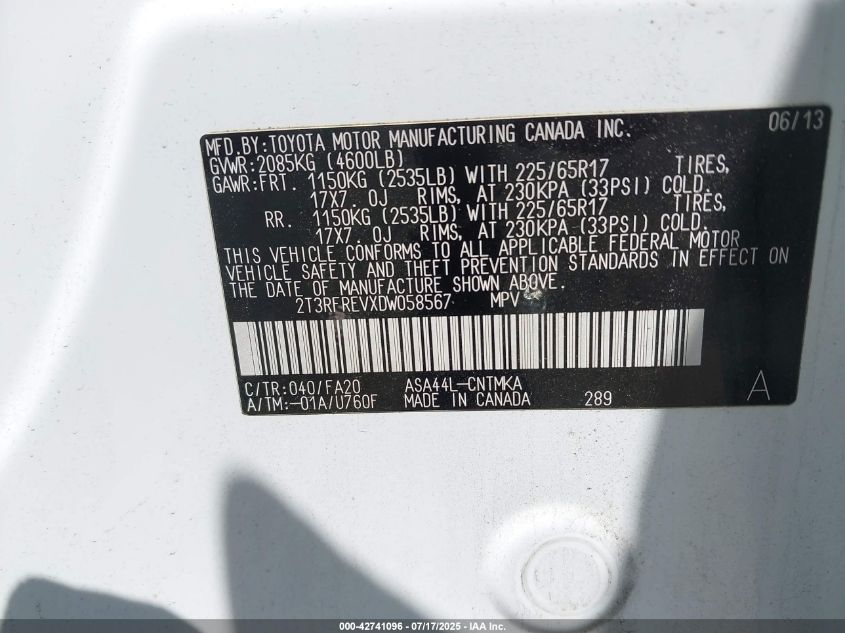 06/13
MFD.BY:TOYOTA MOTOR MANUFACTURING CANADA INC.
GVWR:2085KG (4600LB)
GAWR:FRT. 1150KG (2535LB) WITH 225/65R17 TIRES,
17X7.0J RIMS, AT 230KPA (33PSI) COLD.
RR. 1150KG (2535LB) WITH 225/65R17 TIRES,
17X7.0J RIMS, AT 230KPA (33PSI) COLD.
THIS VEHICLE CONFORMS TO ALL APPLICABLE FEDERAL MOTOR
VEHICLE SAFETY AND THEFT PREVENTION STANDARDS IN EFFECT ON
THE DATE OF MANUFACTURE SHOWN ABOVE.
2T3RFREVXDW058567 MPV
C/TR:040/FA20 ASA44L-CNTMKA
A/TM:-01A/U760F MADE IN CANADA 289 A
000-42741096 - 07/17/2025 - IAA Inc.